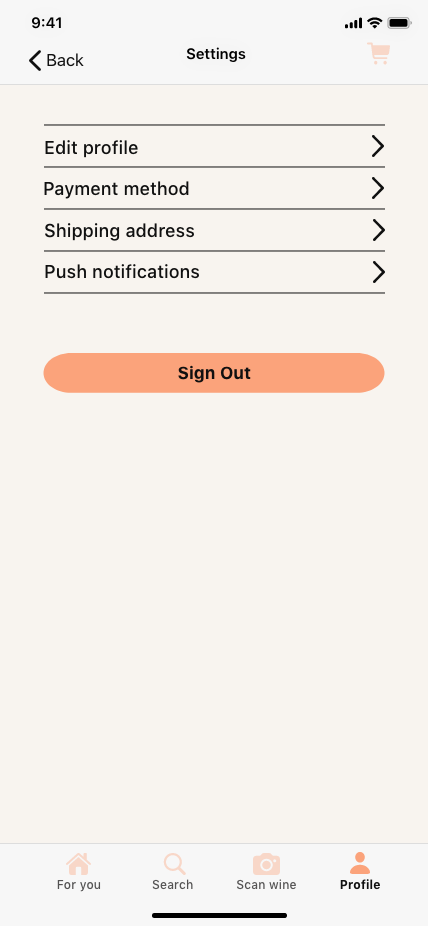 9:41
Back
Settings
Edit profile
Payment method
Shipping address
Push notifications
Sign Out
For you
Search
Scan wine
Profile